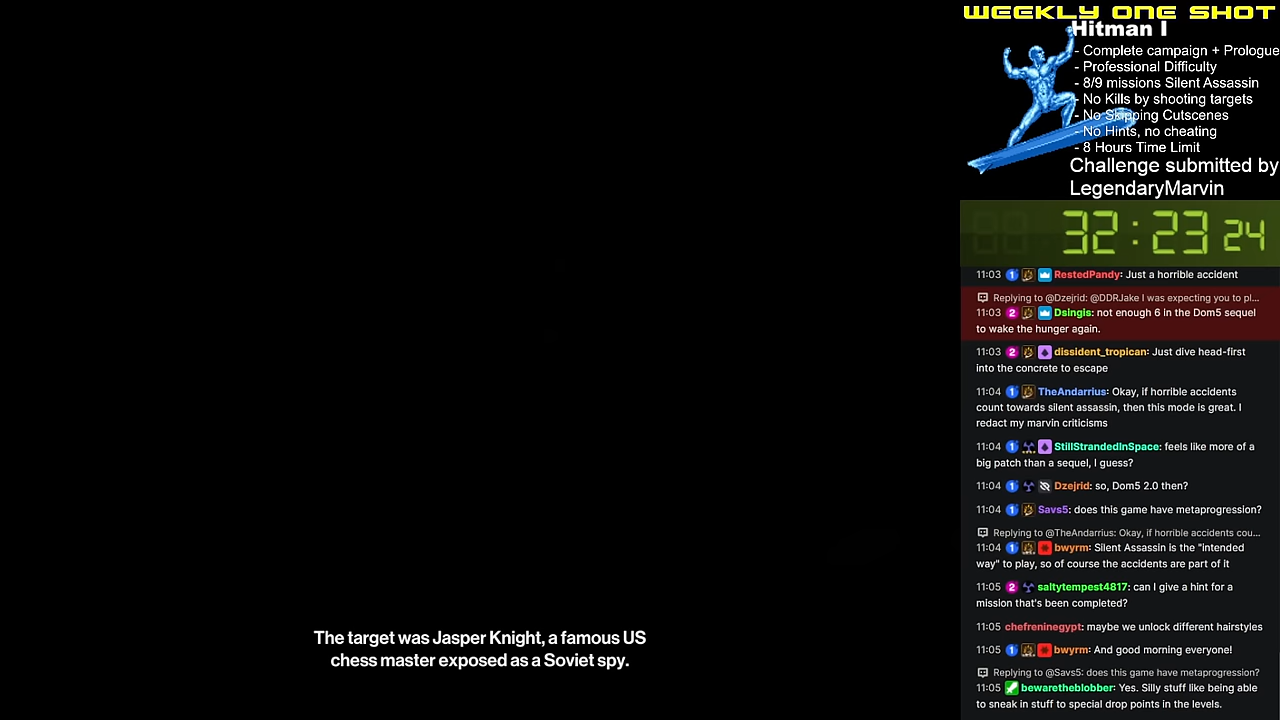 WEEKLY ONE SHOT
Hitman I
- Complete campaign + Prologue
- Professional Difficulty
- 8/9 missions Silent Assassin
- No Kills by shooting targets
- No Skipping Cutscenes
- No Hints, no cheating
- 8 Hours Time Limit
Challenge submitted by
LegendaryMarvin
32:23 24
11:03 1 RestedPandy: Just a horrible accident
Replying to @Dzejrid: @DDRJake I was expecting you to pl...
11:03 2 Dsingis: not enough 6 in the Dom5 sequel
to wake the hunger again.
11:03 2 dissident_tropican: Just dive head-first
into the concrete to escape
11:04 1 TheAndarrius: Okay, if horrible accidents
count towards silent assassin, then this mode is great. I
redact my marvin criticisms
11:04 1 StillStrandedInSpace: feels like more of a
big patch than a sequel, I guess?
11:04 1 Dzejrid: so, Dom5 2.0 then?
11:04 1 Savs5: does this game have metaprogression?
Replying to @TheAndarrius: Okay, if horrible accidents cou...
11:04 1 bwyrm: Silent Assassin is the "intended
way" to play, so of course the accidents are part of it
11:05 2 saltytempest4817: can I give a hint for a
mission that's been completed?
11:05 chefreninegypt: maybe we unlock different hairstyles
11:05 1 bwyrm: And good morning everyone!
Replying to @Savs5: does this game have metaprogression?
11:05 bewaretheblobber: Yes. Silly stuff like being able
to sneak in stuff to special drop points in the levels.
The target was Jasper Knight, a famous US
chess master exposed as a Soviet spy.